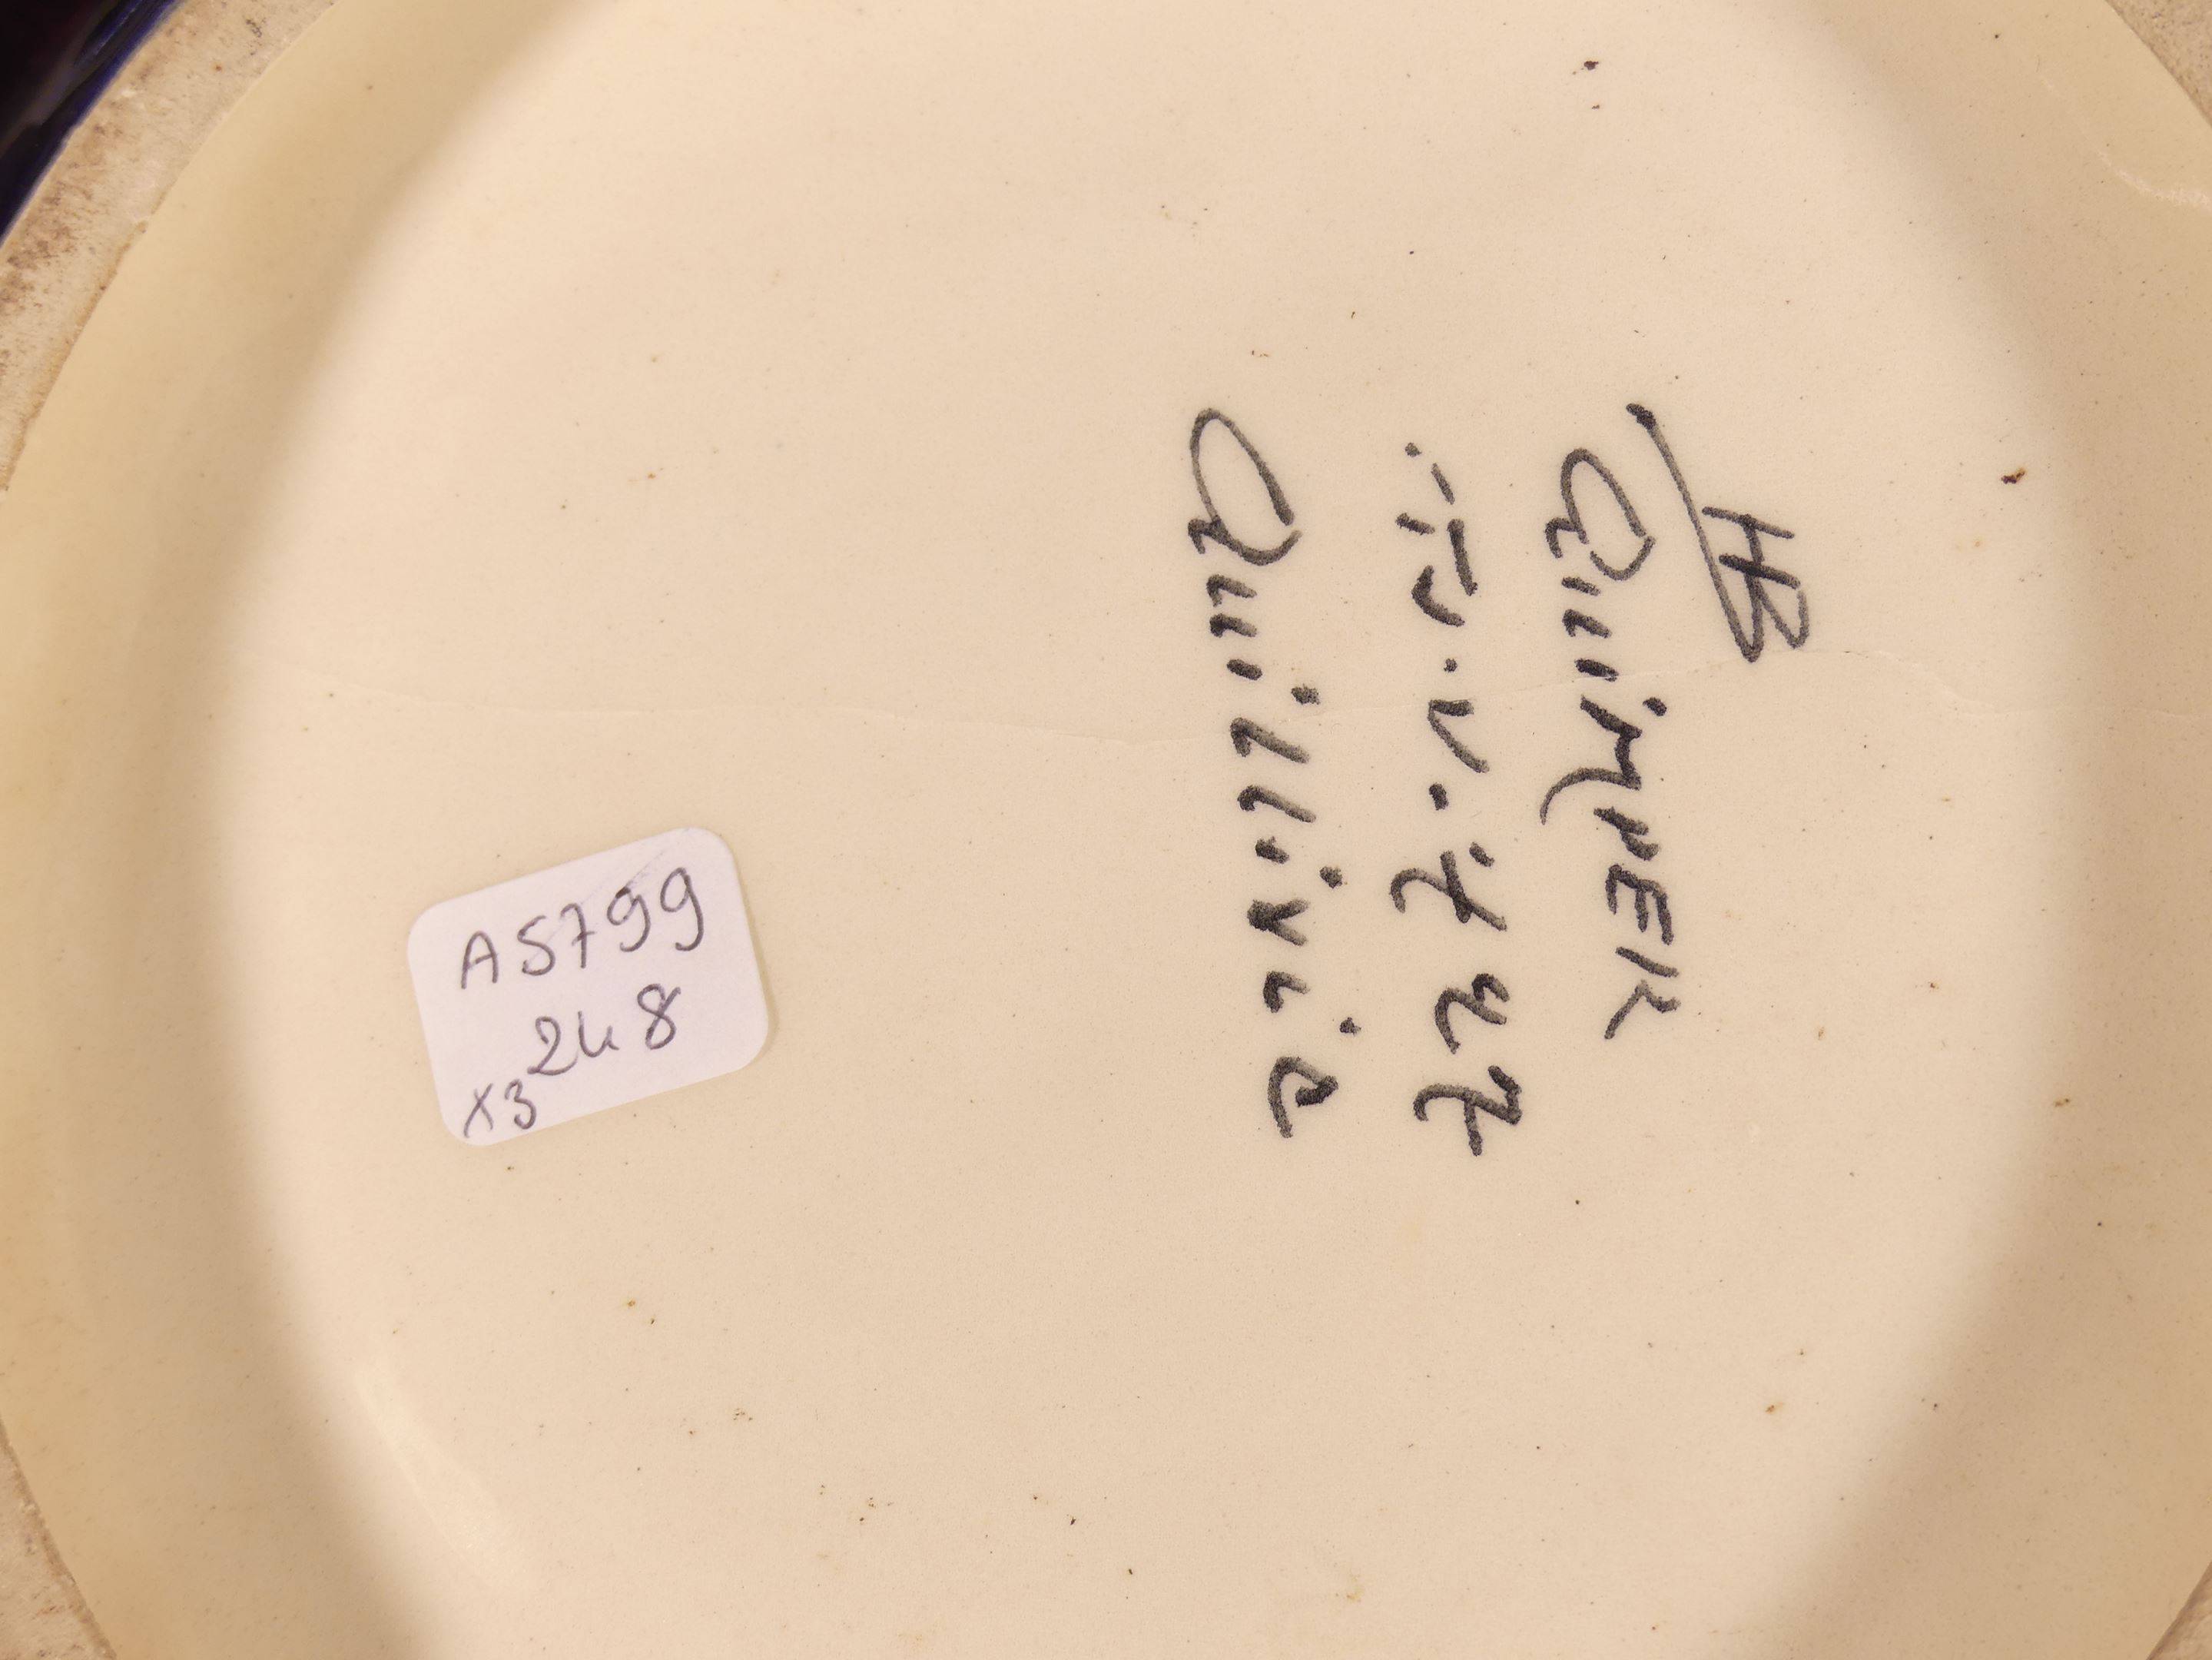 HB
QuiMPER
Quillivic
A5799
248
x3